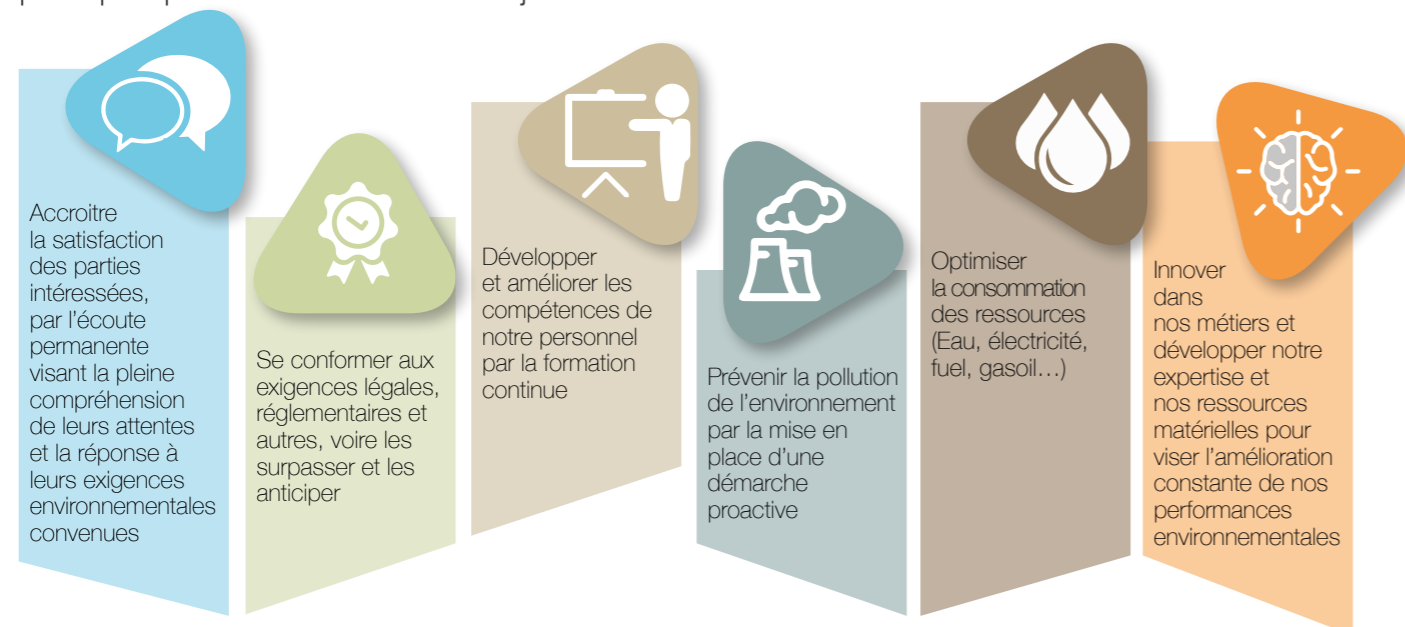 Accroitre
la satisfaction
des parties
intéressées,
par l’écoute
permanente
visant la pleine
compréhension
de leurs attentes
et la réponse à
leurs exigences
environnementales
convenues
Se conformer aux
exigences légales,
réglementaires et
autres, voire les
surpasser et les
anticiper
Développer
et améliorer les
compétences de
notre personnel
par la formation
continue
Prévenir la pollution
de l’environnement
par la mise en
place d’une
démarche
proactive
Optimiser
la consommation
des ressources
(Eau, électricité,
fuel, gasoil…)
Innover
dans
nos métiers et
développer notre
expertise et
nos ressources
matérielles pour
viser l’amélioration
constante de nos
performances
environnementales